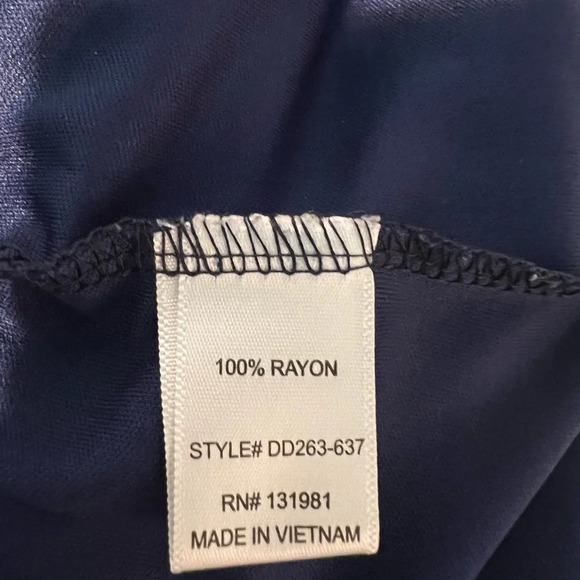 100% RAYON
STYLE# DD263-637
RN# 131981
MADE IN VIETNAM